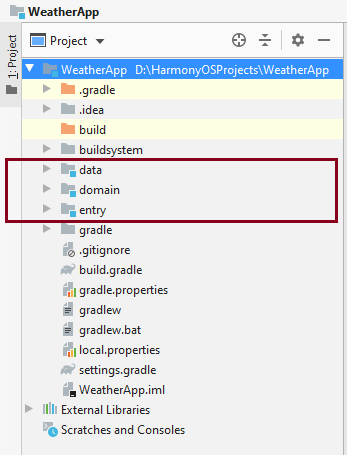 WeatherApp
1: Project
Project
WeatherApp D:\HarmonyOSProjects\WeatherApp
.gradle
.idea
build
buildsystem
data
domain
entry
gradle
.gitignore
build.gradle
gradle.properties
gradlew
gradlew.bat
local.properties
settings.gradle
WeatherApp.iml
External Libraries
Scratches and Consoles